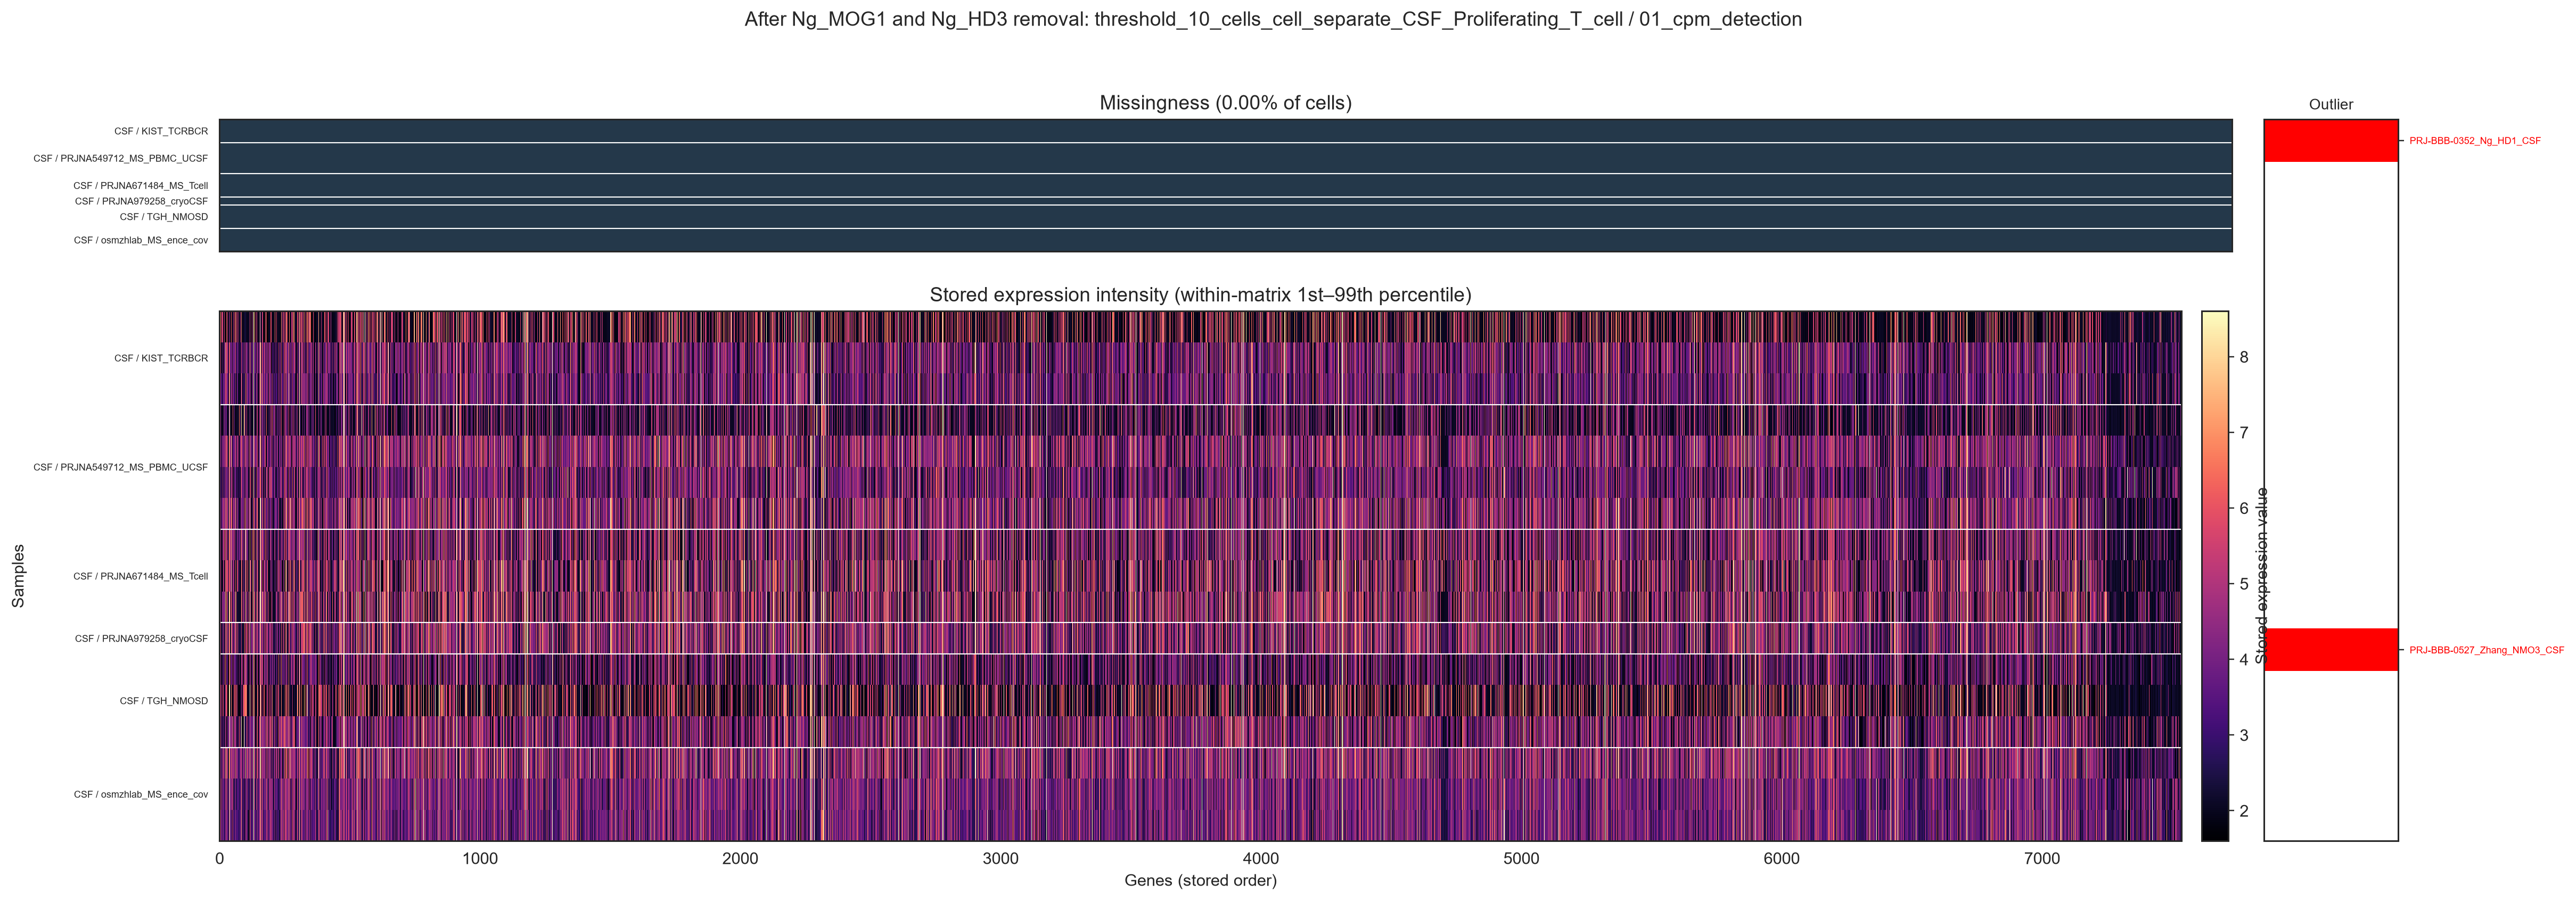 After Ng_MOG1 and Ng_HD3 removal: threshold_10_cells_cell_separate_CSF_Proliferating_T_cell / 01_cpm_detection
Missingness (0.00% of cells)
CSF / KIST_TCRBCR
CSF / PRJNA549712_MS_PBMC_UCSF
CSF / PRJNA671484_MS_Tcell
CSF / PRJNA979258_cryoCSF
CSF / TGH_NMOSD
CSF / osmzhlab_MS_ence_cov
Outlier
PRJ-BBB-0352_Ng_HD1_CSF
PRJ-BBB-0527_Zhang_NMO3_CSF
Stored expression intensity (within-matrix 1st–99th percentile)
Samples
CSF / KIST_TCRBCR
CSF / PRJNA549712_MS_PBMC_UCSF
CSF / PRJNA671484_MS_Tcell
CSF / PRJNA979258_cryoCSF
CSF / TGH_NMOSD
CSF / osmzhlab_MS_ence_cov
0 1000 2000 3000 4000 5000 6000 7000
Genes (stored order)
8
7
6
5
4
3
2
Stored expression value